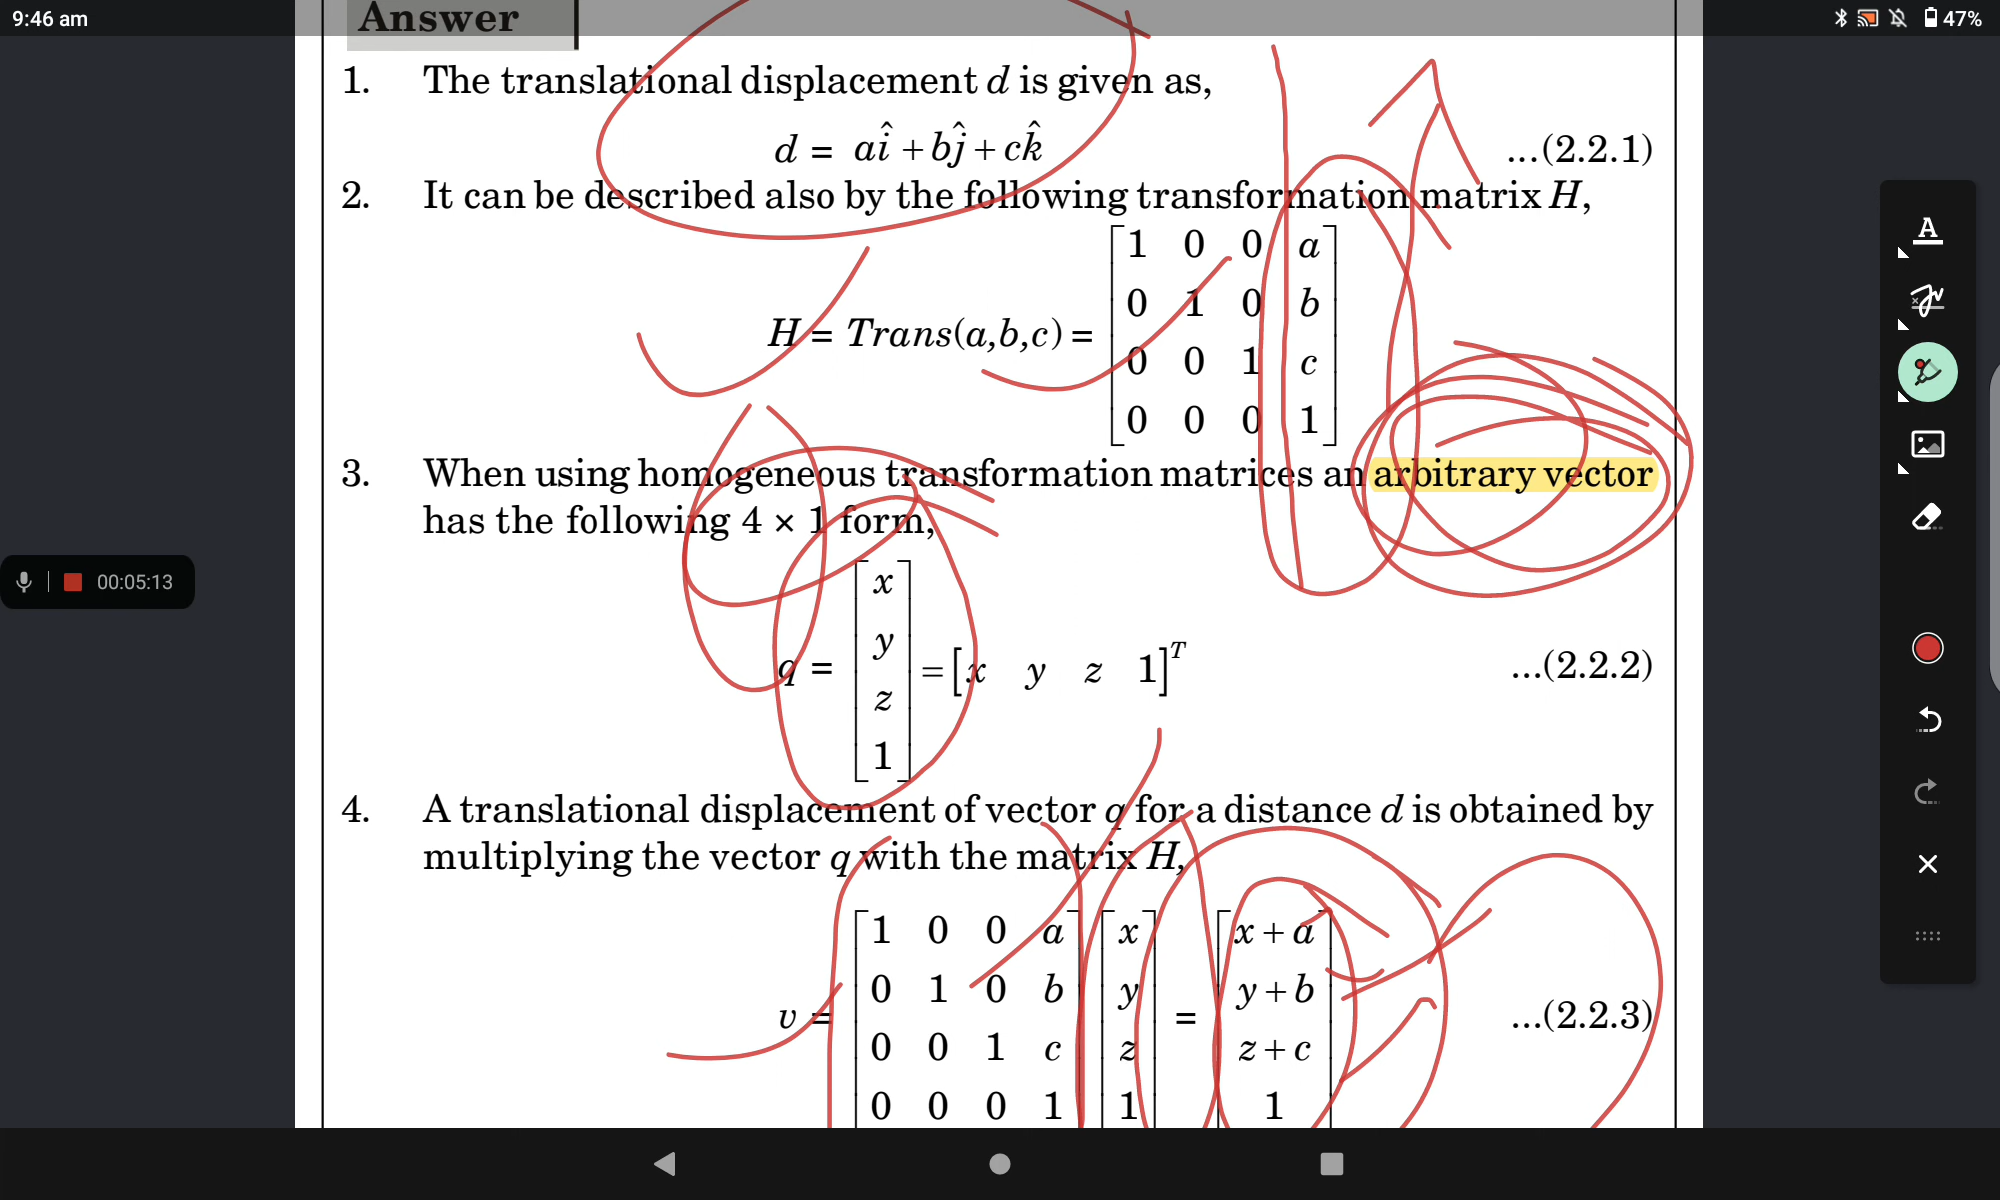 9:46 am
47%
Answer
1. The translational displacement d is given as,
d = aî + bĵ + ck̂ ...(2.2.1)
2. It can be described also by the following transformation matrix H,
H = Trans(a,b,c) =
1 0 0 a
0 1 0 b
0 0 1 c
0 0 0 1
3. When using homogeneous transformation matrices an arbitrary vector
has the following 4 × 1 form,
00:05:13
q =
x
y
z
1
= [x y z 1]ᵀ ...(2.2.2)
4. A translational displacement of vector q for a distance d is obtained by
multiplying the vector q with the matrix H,
v =
1 0 0 a
0 1 0 b
0 0 1 c
0 0 0 1
x
y
z
1
=
x + a
y + b
z + c
1
...(2.2.3)
A